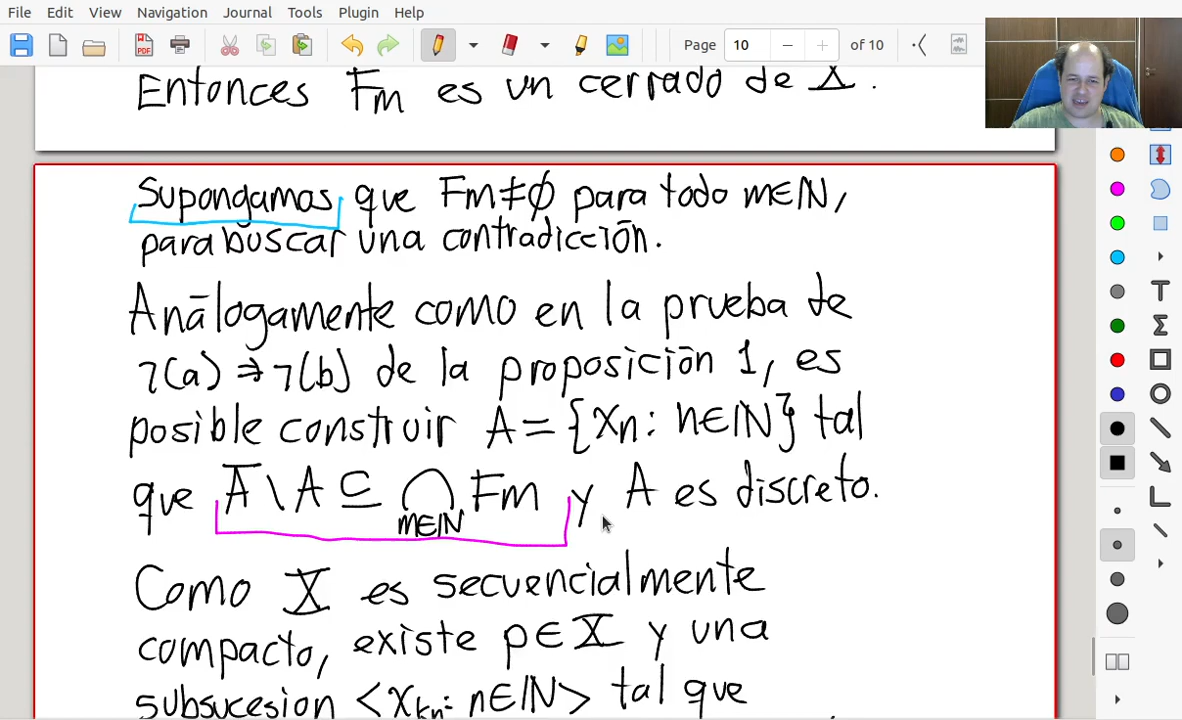 File Edit View Navigation Journal Tools Plugin Help
Page 10 of 10
Entonces Fm es un cerrado de X.
Supongamos que Fm≠∅ para todo m∈ℕ,
para buscar una contradicción.
Análogamente como en la prueba de
¬(a)⇒¬(b) de la proposición 1, es
posible construir A={xn: n∈ℕ} tal
que A̅\A⊆⋂Fm y A es discreto.
m∈ℕ
Como X es secuencialmente
compacto, existe p∈X y una
subsucesion <xkn: n∈ℕ> tal que